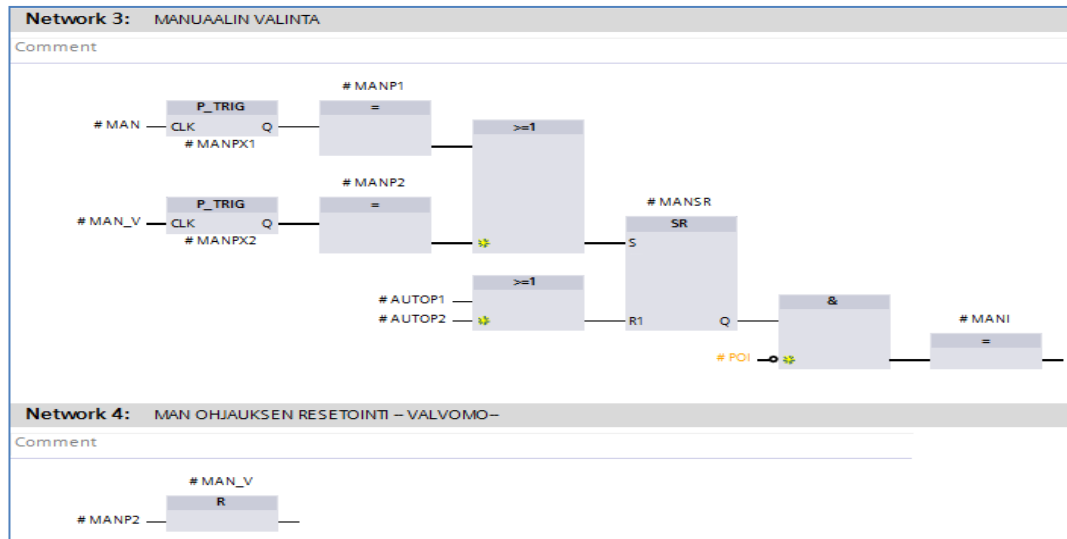 Network 3: MANUAALIN VALINTA
Comment
# MANP1
P_TRIG
=
# MAN
CLK Q
>=1
# MANPX1
# MANP2
P_TRIG
=
# MANSR
# MAN_V
CLK Q
SR
# MANPX2
S
>=1
# AUTOP1
&
# AUTOP2
R1 Q
# MANI
=
# POI
Network 4: MAN OHJAUKSEN RESETOINTI -- VALVOMO--
Comment
# MAN_V
R
# MANP2